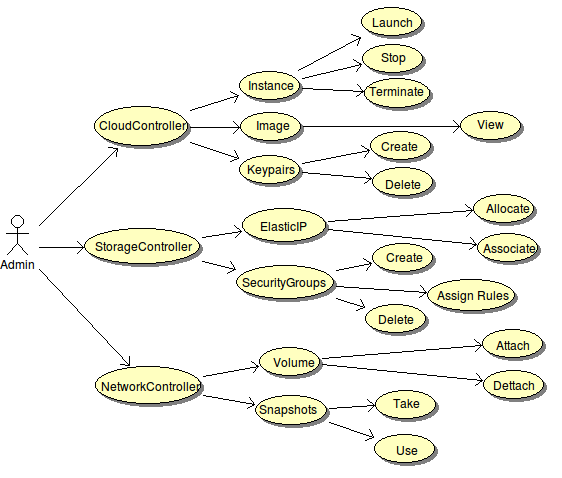 Launch
Stop
Instance
Terminate
CloudController
Image
View
Create
Keypairs
Delete
Allocate
ElasticIP
Admin
StorageController
Associate
Create
SecurityGroups
Assign Rules
Delete
Attach
Volume
NetworkController
Dettach
Snapshots
Take
Use